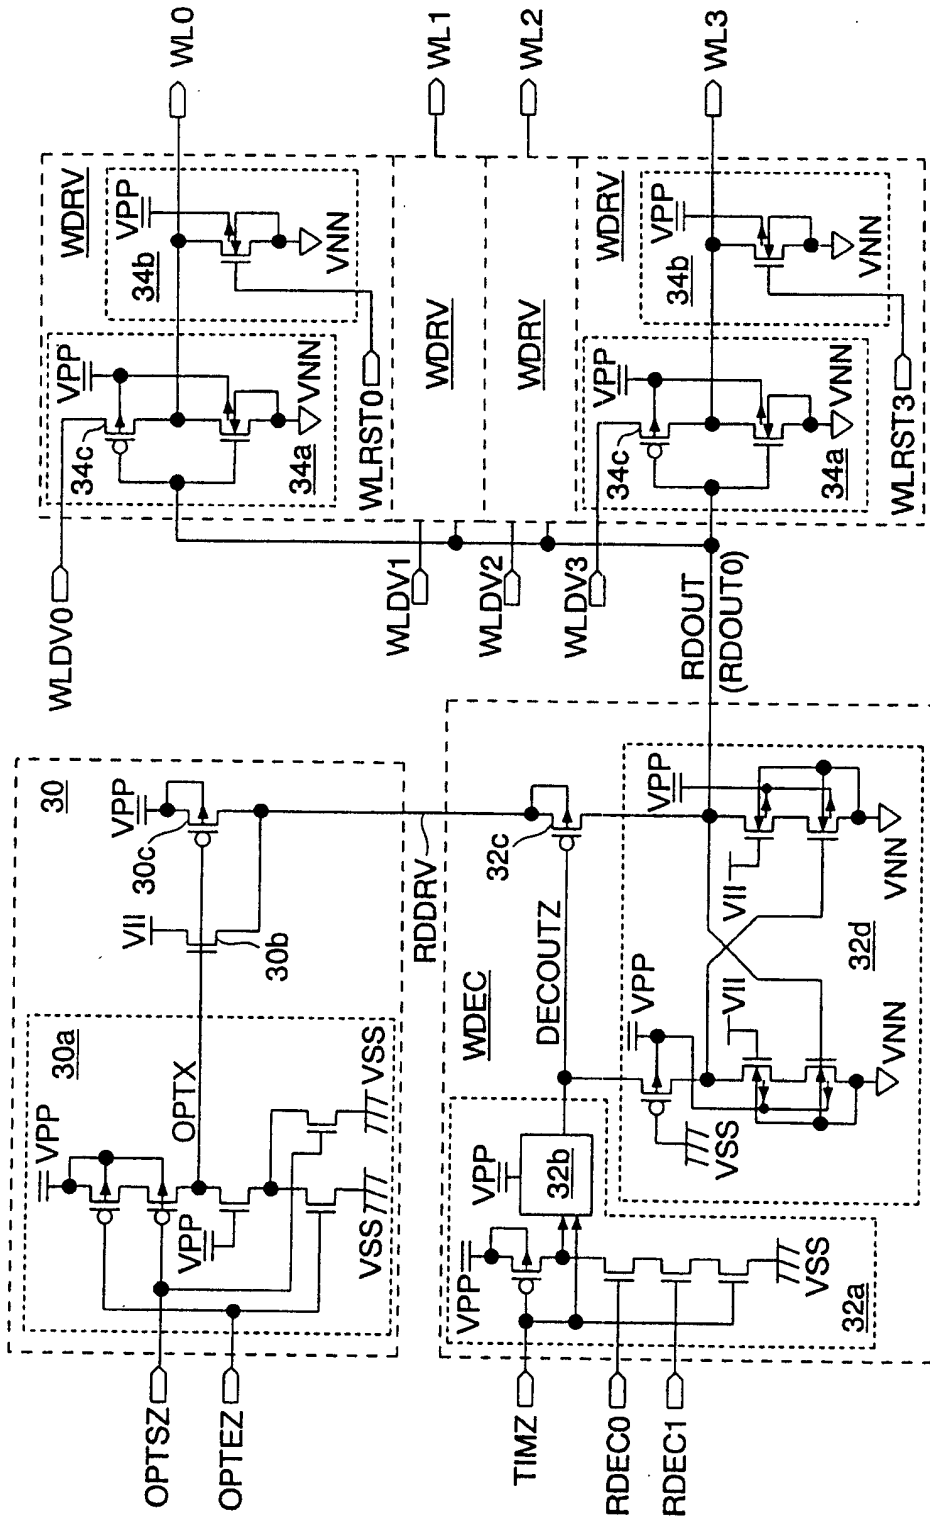 WL0
WL1
WL2
WL3
WDRV
VPP
34b
VNN
VPP
34c
VNN
34a
WLRST0
WDRV
WDRV
WDRV
VPP
34b
VNN
VPP
34c
VNN
34a
WLRST3
WLDV0
WLDV1
WLDV2
WLDV3
RDOUT
(RDOUT0)
30
VPP
30c
VII
30b
RDDRV
30a
VPP
OPTX
VPP
VSS
VSS
OPTSZ
OPTEZ
WDEC
32c
DECOUTZ
VPP
32b
VPP
VSS
32a
TIMZ
RDEC0
RDEC1
VPP
VII
VNN
32d
VPP
VII
VSS
VNN